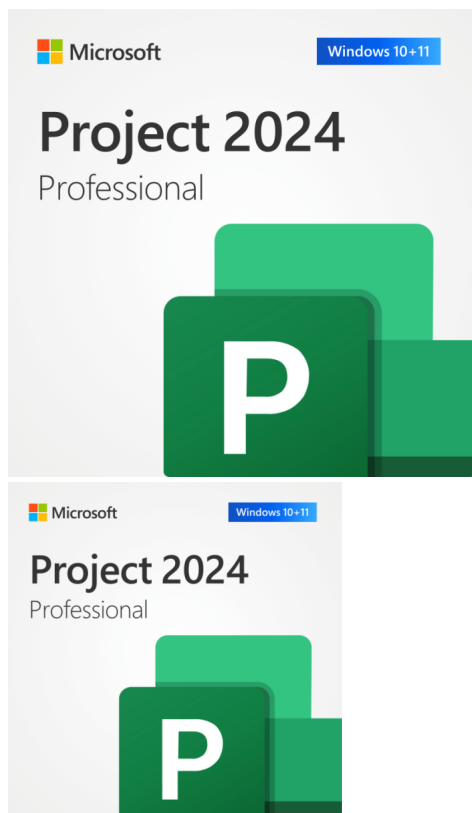 Microsoft
Windows 10+11
Project 2024
Professional
P
Microsoft
Windows 10+11
Project 2024
Professional
P